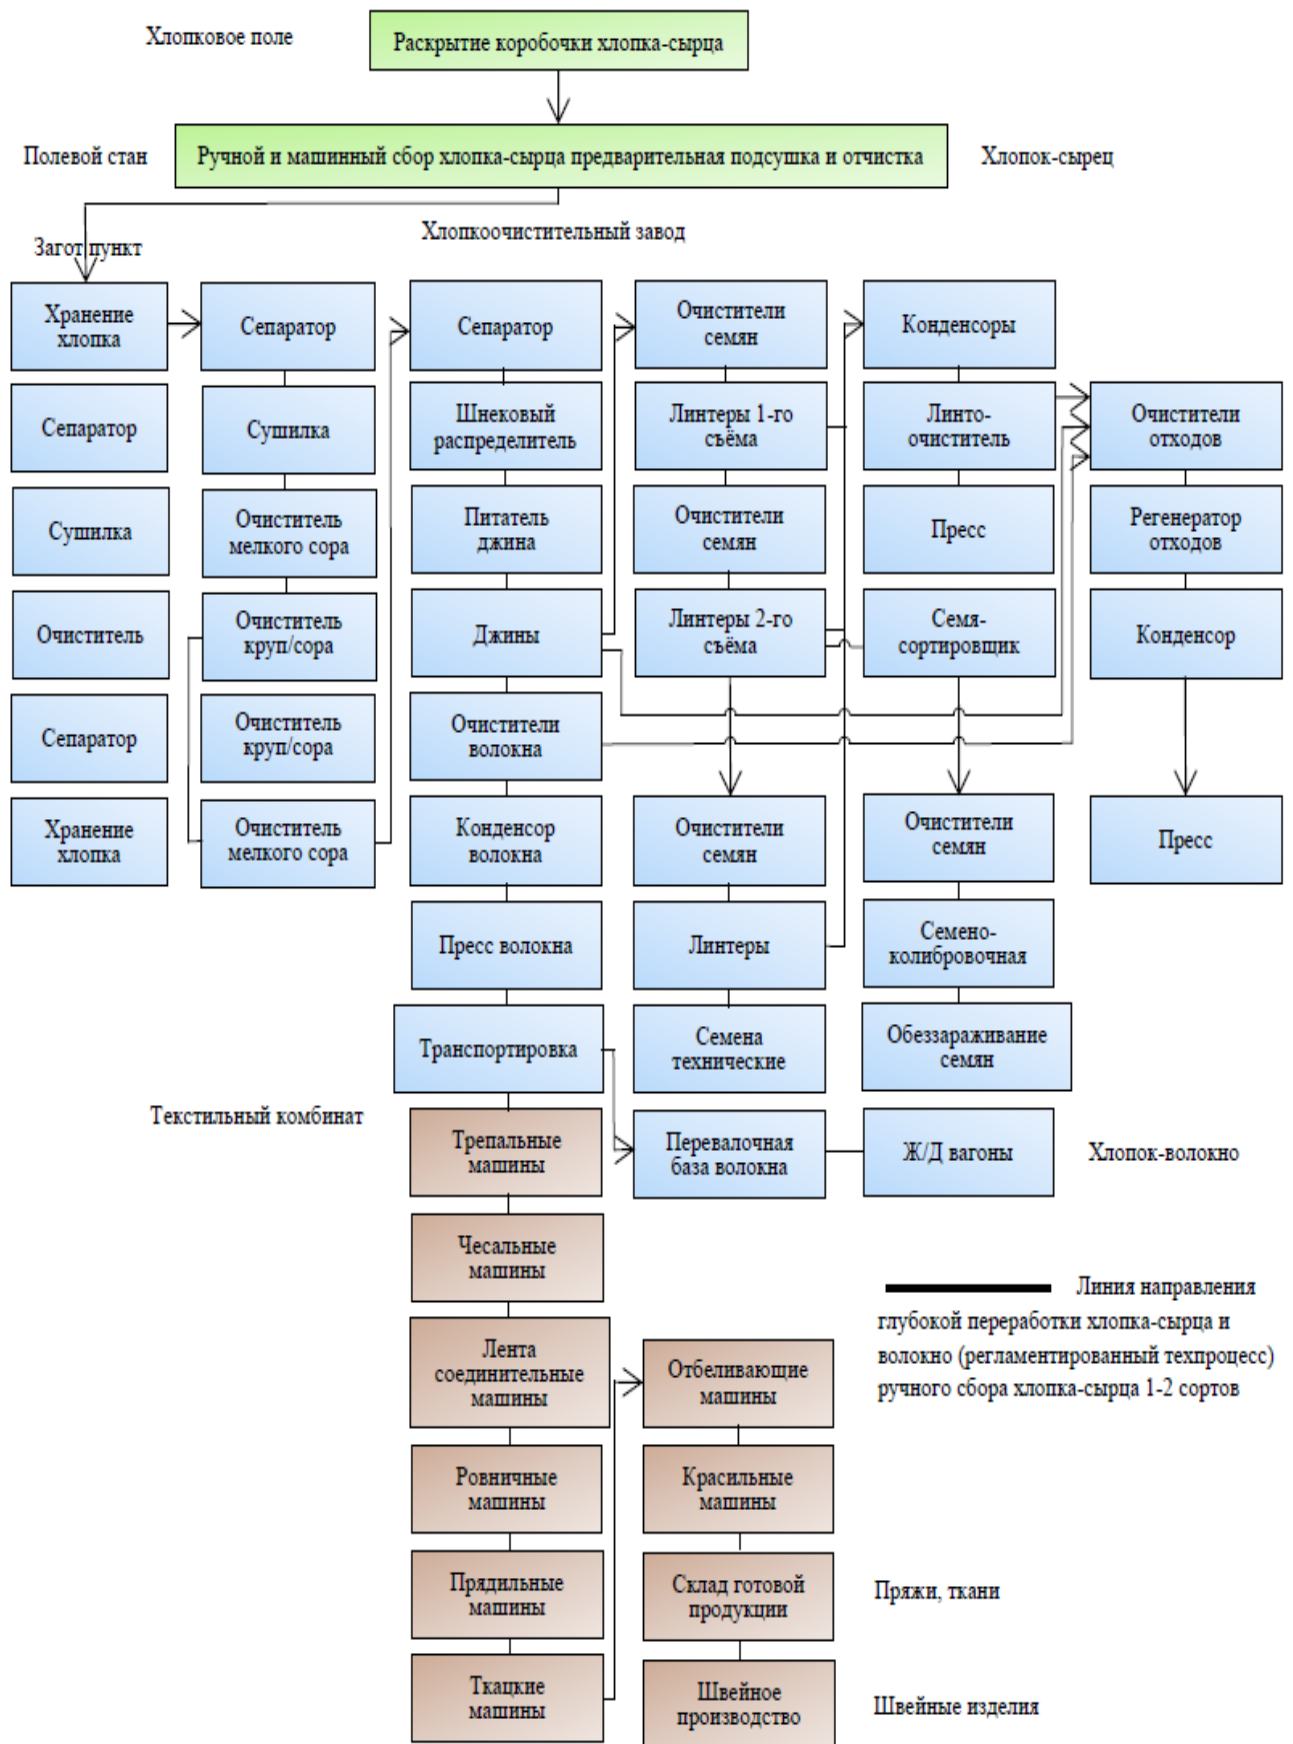 Хлопковое поле
Раскрытие коробочки хлопка-сырца
Полевой стан
Ручной и машинный сбор хлопка-сырца предварительная подсушка и отчистка
Хлопок-сырец
Загот пункт
Хлопкоочистительный завод
Хранение
хлопка
Сепаратор
Сушилка
Очиститель
Сепаратор
Хранение
хлопка
Сепаратор
Сушилка
Очиститель
мелкого сора
Очиститель
круп/сора
Очиститель
круп/сора
Очиститель
мелкого сора
Сепаратор
Шнековый
распределитель
Питатель
джина
Джины
Очистители
волокна
Конденсор
волокна
Пресс волокна
Транспортировка
Очистители
семян
Линтеры 1-го
съёма
Очистители
семян
Линтеры 2-го
съёма
Очистители
семян
Линтеры
Семена
технические
Конденсоры
Линто-
очиститель
Пресс
Семя-
сортировщик
Очистители
семян
Семено-
колибровочная
Обеззараживание
семян
Очистители
отходов
Регенератор
отходов
Конденсор
Пресс
Текстильный комбинат
Трепальные
машины
Перевалочная
база волокна
Ж/Д вагоны
Хлопок-волокно
Чесальные
машины
Лента
соединительные
машины
Ровничные
машины
Прядильные
машины
Ткацкие
машины
Отбеливающие
машины
Красильные
машины
Склад готовой
продукции
Швейное
производство
Линия направления
глубокой переработки хлопка-сырца и
волокно (регламентированный техпроцесс)
ручного сбора хлопка-сырца 1-2 сортов
Пряжи, ткани
Швейные изделия